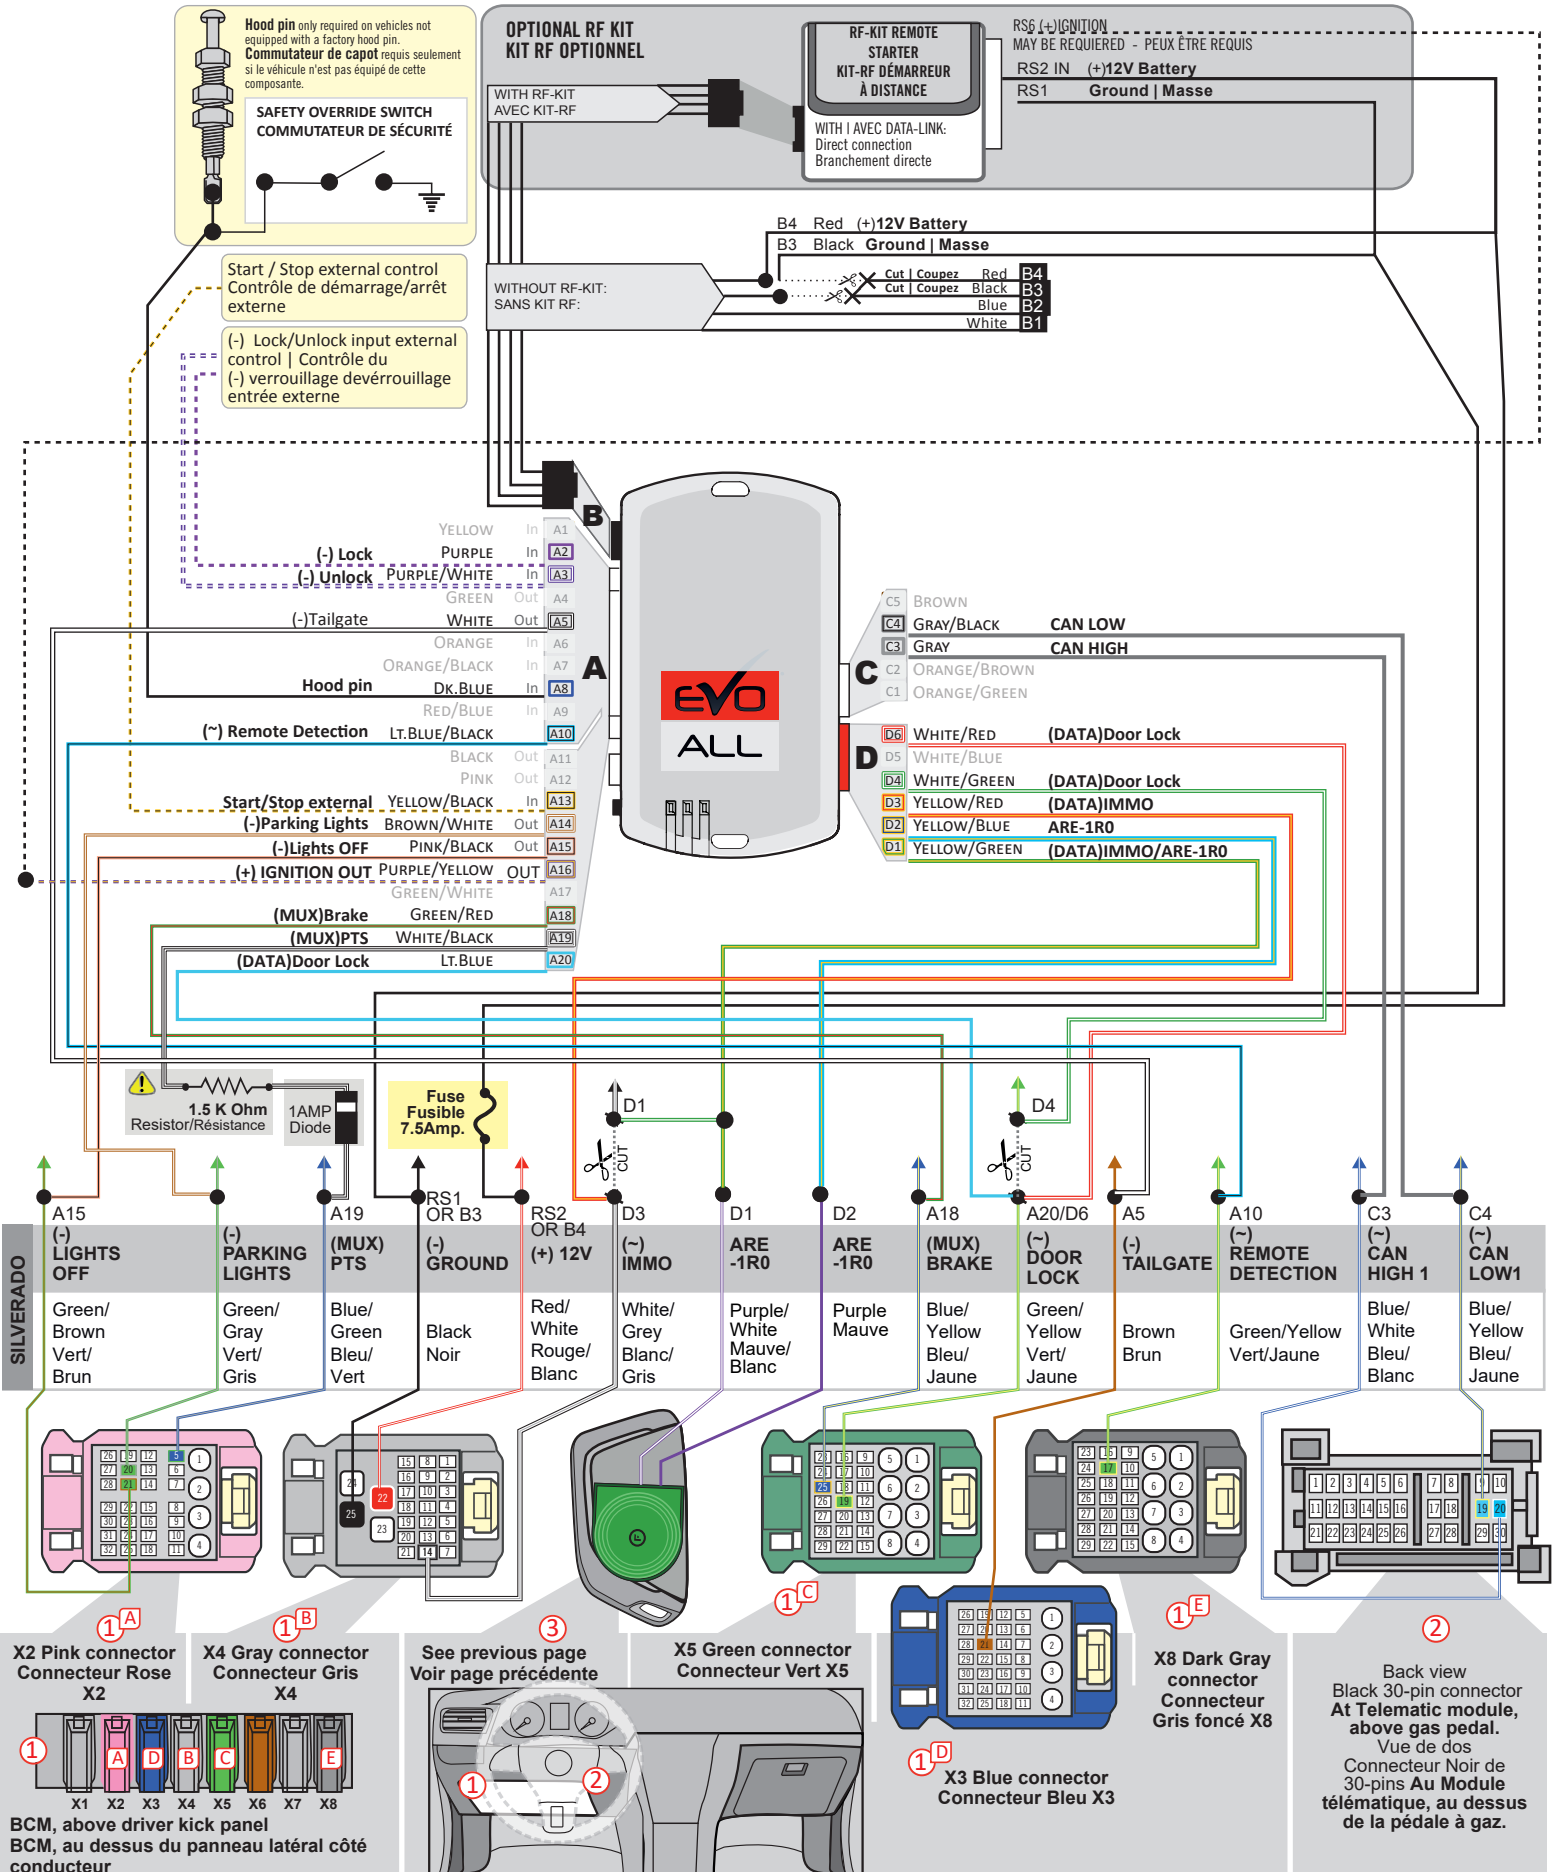 Hood pin only required on vehicles not
equipped with a factory hood pin.
Commutateur de capot requis seulement
si le véhicule n'est pas équipé de cette
composante.
SAFETY OVERRIDE SWITCH
COMMUTATEUR DE SÉCURITÉ
OPTIONAL RF KIT
KIT RF OPTIONNEL
WITH RF-KIT
AVEC KIT-RF
RF-KIT REMOTE
STARTER
KIT-RF DÉMARREUR
À DISTANCE
WITH | AVEC DATA-LINK:
Direct connection
Branchement directe
RS6 (+)IGNITION
MAY BE REQUIERED - PEUX ÊTRE REQUIS
RS2 IN (+)12V Battery
RS1 Ground | Masse
B4 Red (+)12V Battery
B3 Black Ground | Masse
WITHOUT RF-KIT:
SANS KIT RF:
Cut | Coupez Red B4
Cut | Coupez Black B3
Blue B2
White B1
Start / Stop external control
Contrôle de démarrage/arrêt
externe
(-) Lock/Unlock input external
control | Contrôle du
(-) verrouillage devérrouillage
entrée externe
B
YELLOW In A1
(-) Lock PURPLE In A2
(-) Unlock PURPLE/WHITE In A3
GREEN Out A4
(-)Tailgate WHITE Out A5
ORANGE In A6
ORANGE/BLACK In A7
Hood pin DK.BLUE In A8
RED/BLUE In A9
(~) Remote Detection LT.BLUE/BLACK A10
BLACK Out A11
PINK Out A12
Start/Stop external YELLOW/BLACK In A13
(-)Parking Lights BROWN/WHITE Out A14
(-)Lights OFF PINK/BLACK Out A15
(+) IGNITION OUT PURPLE/YELLOW OUT A16
GREEN/WHITE A17
(MUX)Brake GREEN/RED A18
(MUX)PTS WHITE/BLACK A19
(DATA)Door Lock LT.BLUE A20
A
EVO
ALL
C
C5 BROWN
C4 GRAY/BLACK CAN LOW
C3 GRAY CAN HIGH
C2 ORANGE/BROWN
C1 ORANGE/GREEN
D
D6 WHITE/RED (DATA)Door Lock
D5 WHITE/BLUE
D4 WHITE/GREEN (DATA)Door Lock
D3 YELLOW/RED (DATA)IMMO
D2 YELLOW/BLUE ARE-1R0
D1 YELLOW/GREEN (DATA)IMMO/ARE-1R0
1.5 K Ohm
Resistor/Résistance
1AMP
Diode
Fuse
Fusible
7.5Amp.
D1
CUT
D4
CUT
SILVERADO
A15
(-)
LIGHTS
OFF
Green/
Brown
Vert/
Brun
(-)
PARKING
LIGHTS
Green/
Gray
Vert/
Gris
A19
(MUX)
PTS
Blue/
Green
Bleu/
Vert
RS1
OR B3
(-)
GROUND
Black
Noir
RS2
OR B4
(+) 12V
Red/
White
Rouge/
Blanc
D3
(~)
IMMO
White/
Grey
Blanc/
Gris
D1
ARE
-1R0
Purple/
White
Mauve/
Blanc
D2
ARE
-1R0
Purple
Mauve
A18
(MUX)
BRAKE
Blue/
Yellow
Bleu/
Jaune
A20/D6
(~)
DOOR
LOCK
Green/
Yellow
Vert/
Jaune
A5
(-)
TAILGATE
Brown
Brun
A10
(~)
REMOTE
DETECTION
Green/Yellow
Vert/Jaune
C3
(~)
CAN
HIGH 1
Blue/
White
Bleu/
Blanc
C4
(~)
CAN
LOW1
Blue/
Yellow
Bleu/
Jaune
1 A
X2 Pink connector
Connecteur Rose
X2
1 B
X4 Gray connector
Connecteur Gris
X4
3
See previous page
Voir page précédente
1 C
X5 Green connector
Connecteur Vert X5
1 D
X3 Blue connector
Connecteur Bleu X3
1 E
X8 Dark Gray
connector
Connecteur
Gris foncé X8
2
Back view
Black 30-pin connector
At Telematic module,
above gas pedal.
Vue de dos
Connecteur Noir de
30-pins Au Module
télématique, au dessus
de la pédale à gaz.
1
A D B C E
X1 X2 X3 X4 X5 X6 X7 X8
BCM, above driver kick panel
BCM, au dessus du panneau latéral côté
conducteur
1
2